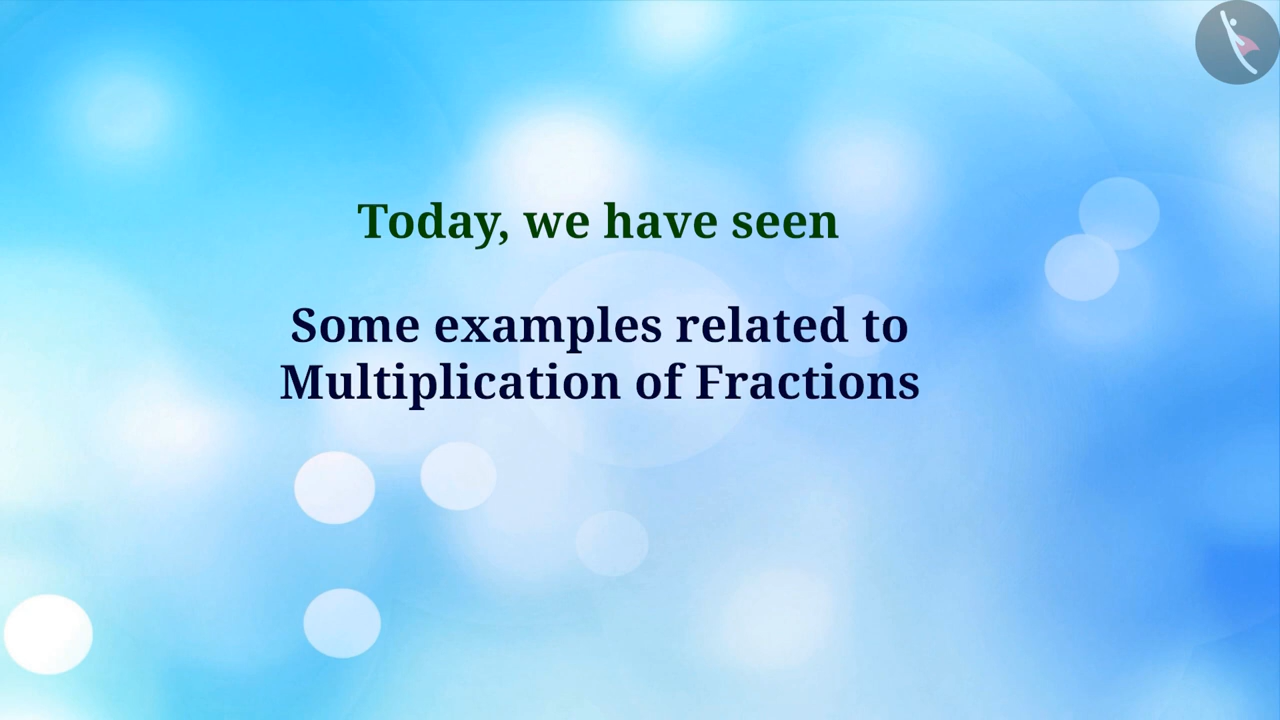 Today, we have seen
Some examples related to
Multiplication of Fractions